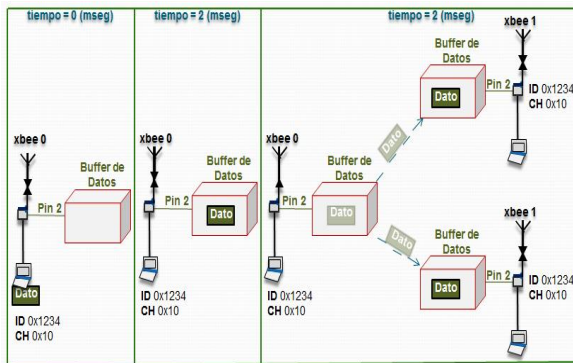 tiempo = 0 (mseg)
xbee 0
Buffer de
Datos
Pin 2
Dato
ID 0x1234
CH 0x10
tiempo = 2 (mseg)
xbee 0
Buffer de
Datos
Pin 2
Dato
ID 0x1234
CH 0x10
tiempo = 2 (mseg)
xbee 0
Buffer de
Datos
Pin 2
Dato
ID 0x1234
CH 0x10
Dato
Dato
xbee 1
Buffer de
Datos
Pin 2
Dato
ID 0x1234
CH 0x10
xbee 1
Buffer de
Datos
Pin 2
Dato
ID 0x1234
CH 0x10